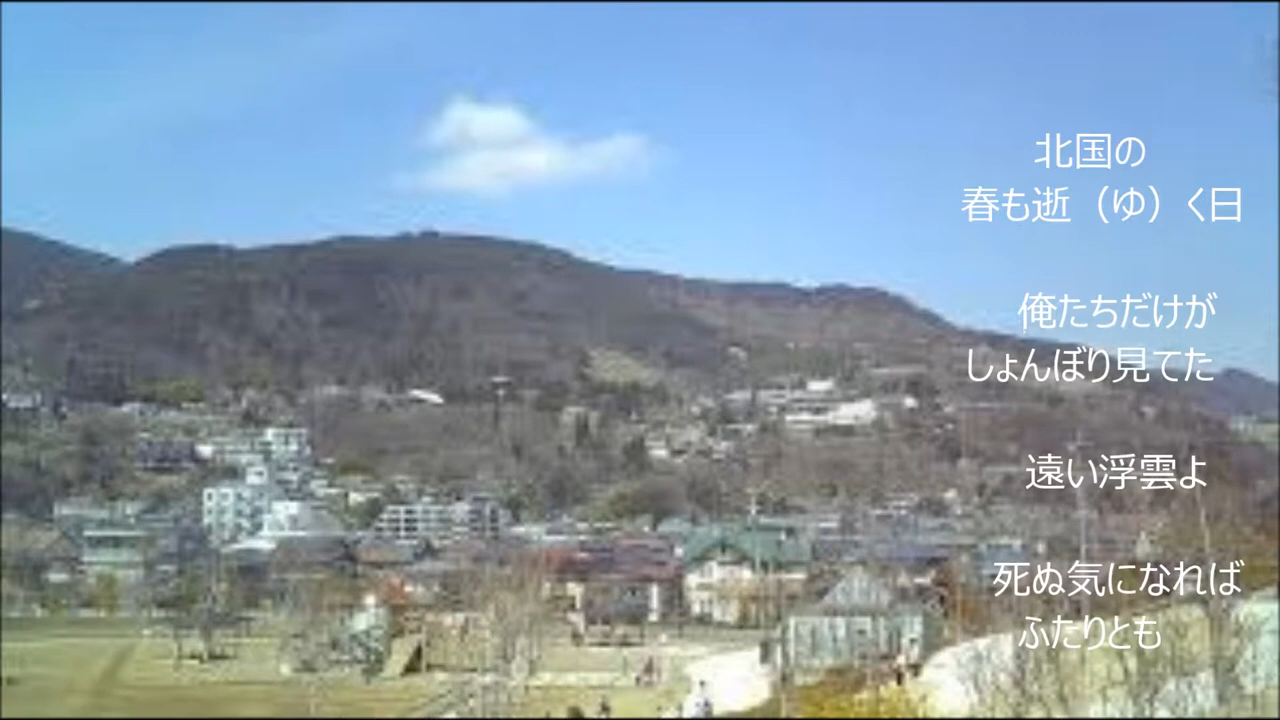 北国の
春も逝（ゆ）く日
俺たちだけが
しょんぼり見てた
遠い浮雲よ
死ぬ気になれば
ふたりとも